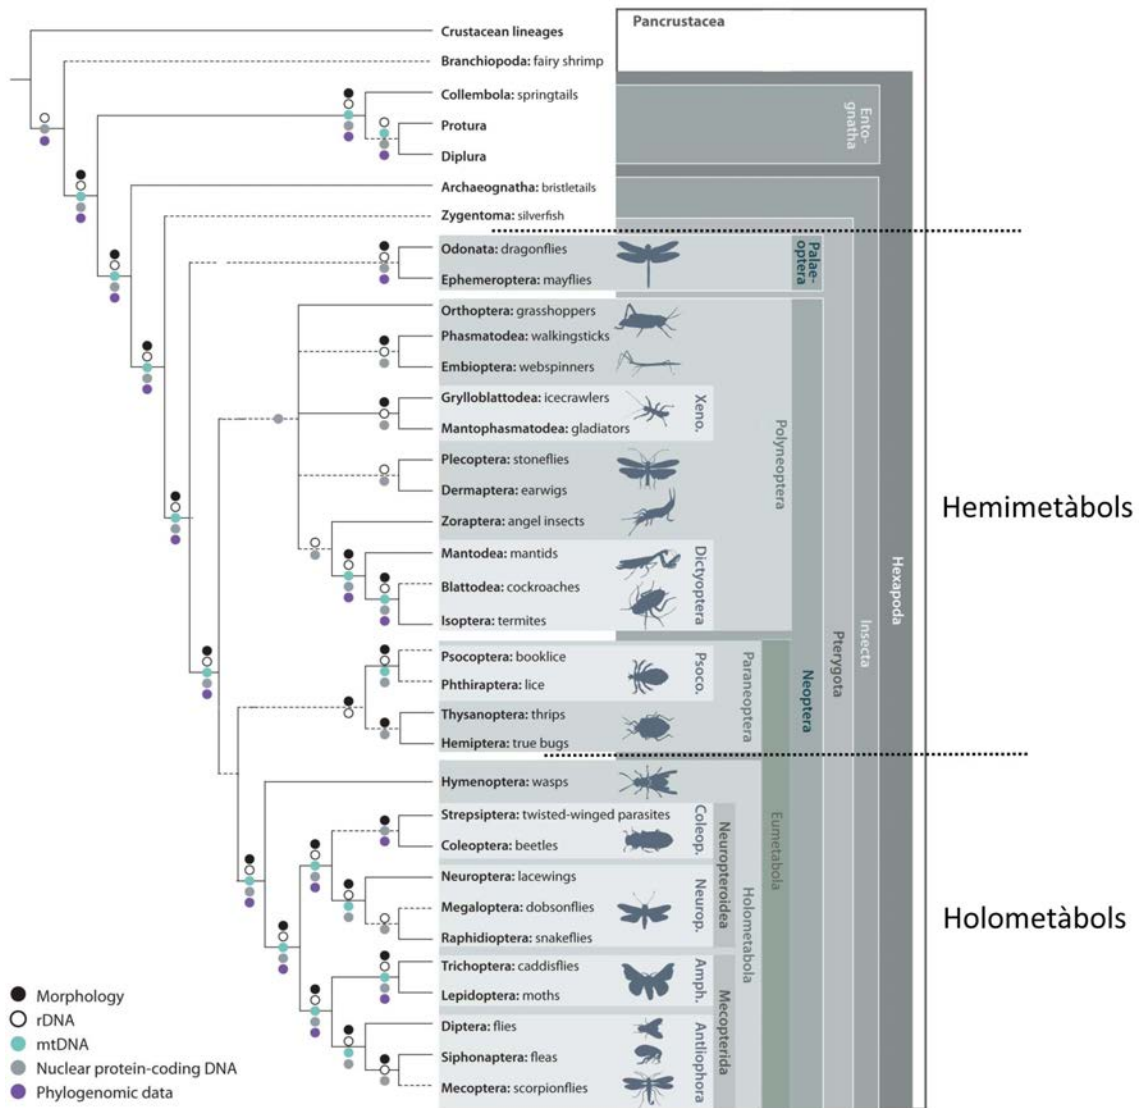 Pancrustacea
Crustacean lineages
Branchiopoda: fairy shrimp
Collembola: springtails
Protura
Diplura
Ento-
gnatha
Archaeognatha: bristletails
Zygentoma: silverfish
Odonata: dragonflies
Ephemeroptera: mayflies
Palae-
optera
Orthoptera: grasshoppers
Phasmatodea: walkingsticks
Embioptera: webspinners
Grylloblattodea: icecrawlers
Mantophasmatodea: gladiators
Xeno.
Plecoptera: stoneflies
Dermaptera: earwigs
Zoraptera: angel insects
Mantodea: mantids
Blattodea: cockroaches
Isoptera: termites
Dictyoptera
Polyneoptera
Hemimetàbols
Psocoptera: booklice
Phthiraptera: lice
Psoco.
Thysanoptera: thrips
Hemiptera: true bugs
Paraneoptera
Neoptera
Pterygota
Insecta
Hexapoda
Hymenoptera: wasps
Strepsiptera: twisted-winged parasites
Coleoptera: beetles
Coleop.
Neuroptera: lacewings
Megaloptera: dobsonflies
Raphidioptera: snakeflies
Neurop.
Neuropteroidea
Holometabola
Eumetabola
Holometàbols
Trichoptera: caddisflies
Lepidoptera: moths
Amph.
Diptera: flies
Siphonaptera: fleas
Mecoptera: scorpionflies
Antliophora
Mecopterida
Morphology
rDNA
mtDNA
Nuclear protein-coding DNA
Phylogenomic data